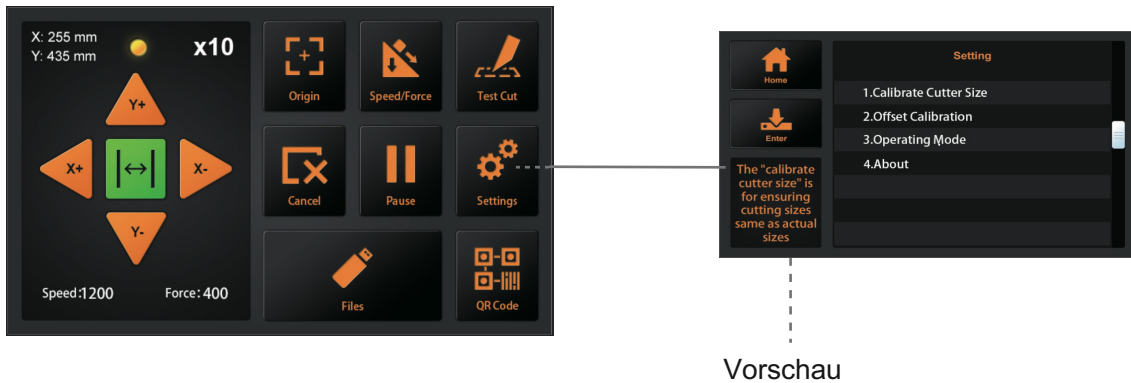 X: 255 mm
Y: 435 mm
x10
Y+
X+
X-
Y-
Speed:1200
Force: 400
Origin
Speed/Force
Test Cut
Cancel
Pause
Settings
Files
QR Code
Home
Enter
The "calibrate
cutter size" is
for ensuring
cutting sizes
same as actual
sizes
Setting
1.Calibrate Cutter Size
2.Offset Calibration
3.Operating Mode
4.About
Vorschau